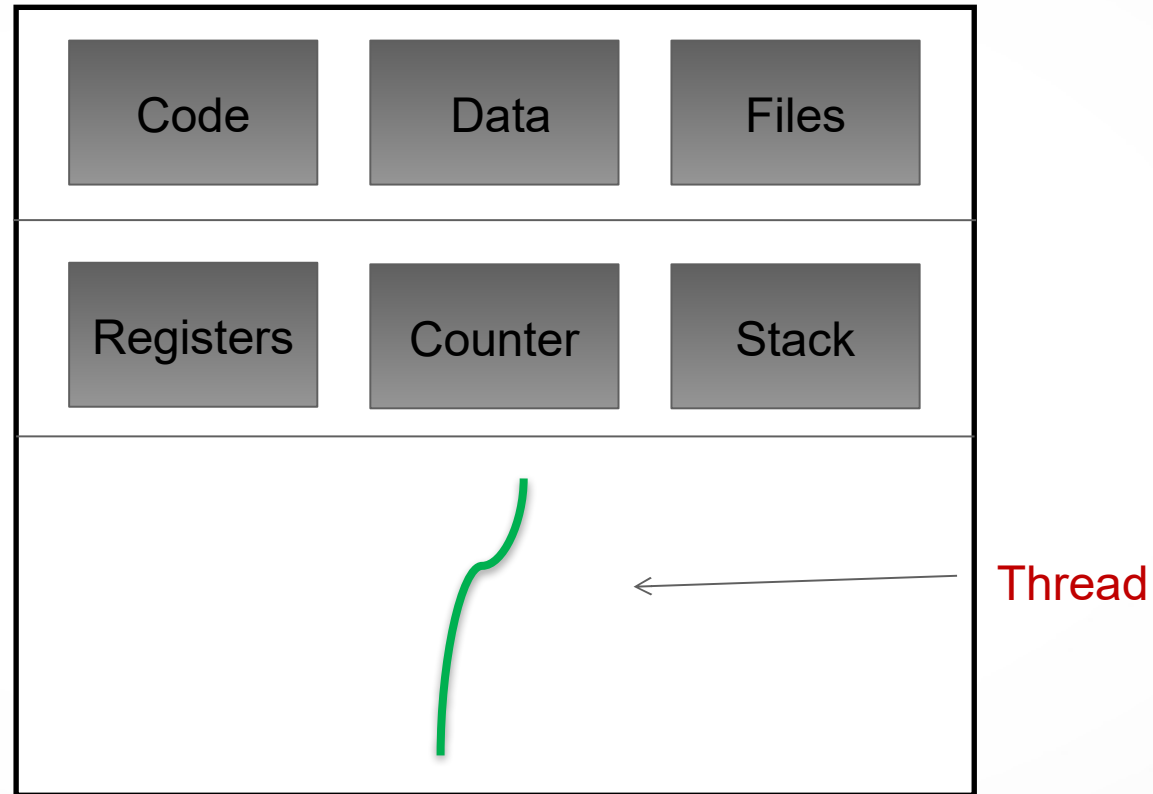 Code
Data
Files
Registers
Counter
Stack
Thread